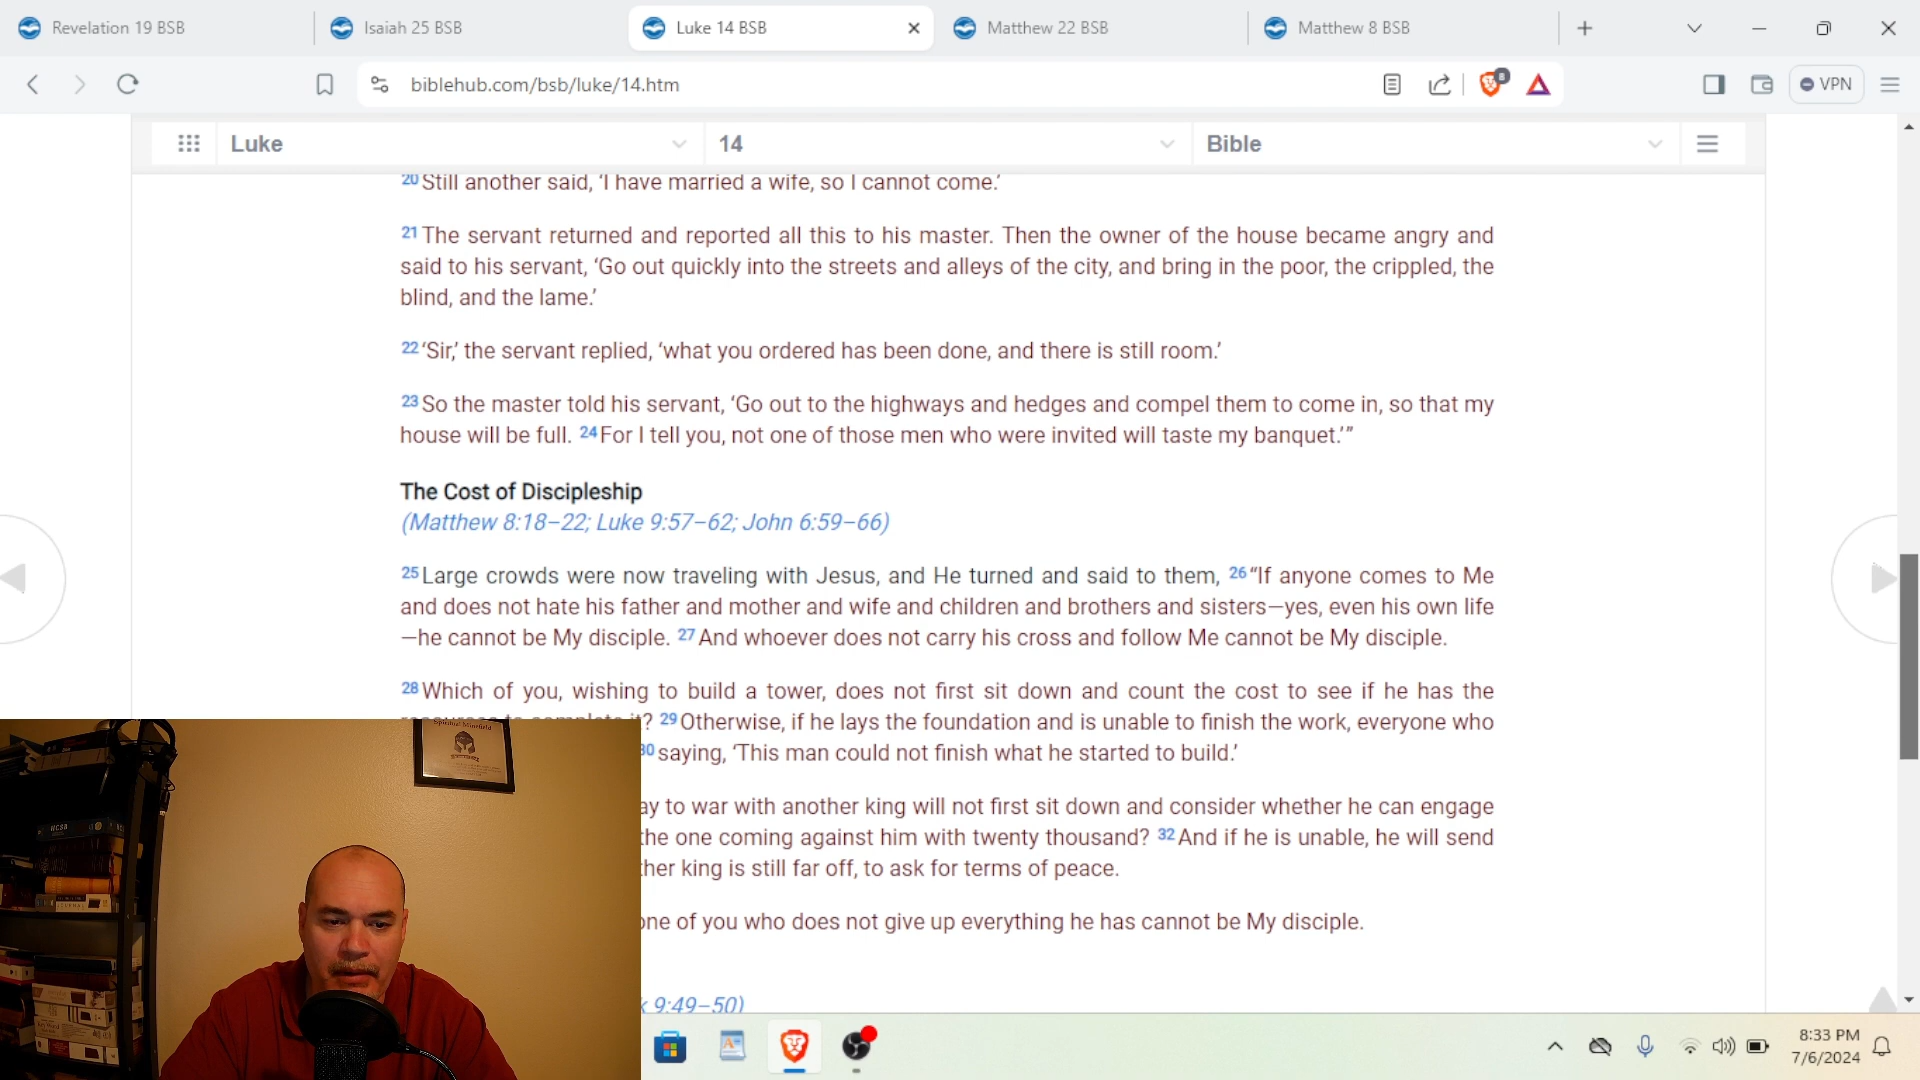 Revelation 19 BSB
Isaiah 25 BSB
Luke 14 BSB
Matthew 22 BSB
Matthew 8 BSB
biblehub.com/bsb/luke/14.htm
8
VPN
Luke
14
Bible
20 Still another said, ‘I have married a wife, so I cannot come.’
21 The servant returned and reported all this to his master. Then the owner of the house became angry and
said to his servant, ‘Go out quickly into the streets and alleys of the city, and bring in the poor, the crippled, the
blind, and the lame.’
22 ‘Sir,’ the servant replied, ‘what you ordered has been done, and there is still room.’
23 So the master told his servant, ‘Go out to the highways and hedges and compel them to come in, so that my
house will be full. 24 For I tell you, not one of those men who were invited will taste my banquet.’”
The Cost of Discipleship
(Matthew 8:18–22; Luke 9:57–62; John 6:59–66)
25 Large crowds were now traveling with Jesus, and He turned and said to them, 26 “If anyone comes to Me
and does not hate his father and mother and wife and children and brothers and sisters—yes, even his own life
—he cannot be My disciple. 27 And whoever does not carry his cross and follow Me cannot be My disciple.
28 Which of you, wishing to build a tower, does not first sit down and count the cost to see if he has the
resources to complete it? 29 Otherwise, if he lays the foundation and is unable to finish the work, everyone who
30 saying, ‘This man could not finish what he started to build.’
ay to war with another king will not first sit down and consider whether he can engage
the one coming against him with twenty thousand? 32 And if he is unable, he will send
ther king is still far off, to ask for terms of peace.
one of you who does not give up everything he has cannot be My disciple.
k 9:49–50)
Spiritual Minefield
HCSB
8:33 PM
7/6/2024